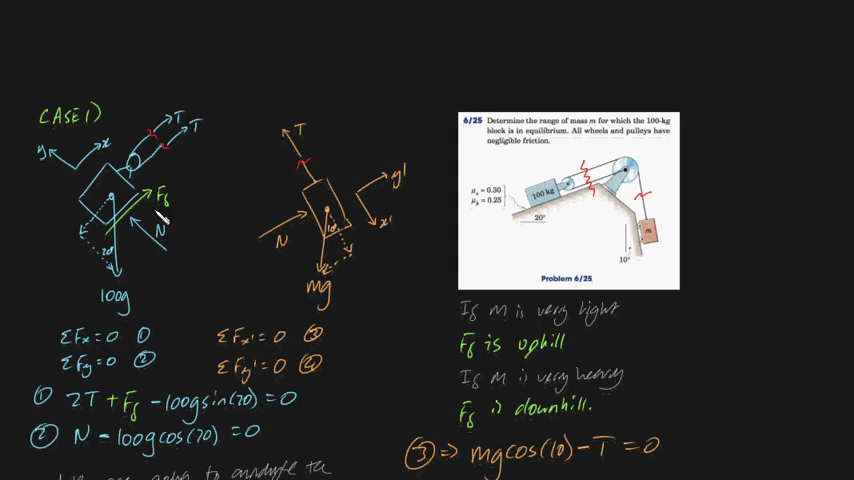 CASE 1)
T
T
y
x
Ff
N
20°
100g
T
y'
x'
N
10°
mg
ΣFx = 0 ①
ΣFy = 0 ②
ΣFx' = 0 ③
ΣFy' = 0 ④
① 2T + Ff - 100g sin(20) = 0
② N - 100g cos(20) = 0
6/25 Determine the range of mass m for which the 100-kg
block is in equilibrium. All wheels and pulleys have
negligible friction.
μs = 0.30
μk = 0.25
100 kg
20°
m
10°
Problem 6/25
If m is very light
Ff is uphill
If m is very heavy
Ff is downhill.
③ => mg cos(10) - T = 0
going to analyze the